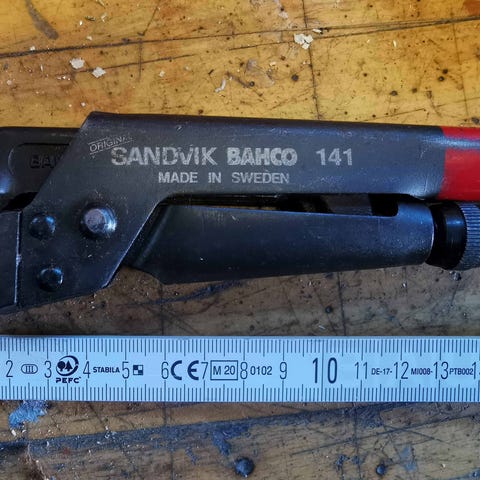 ORIGINAL
SANDVIK BAHCO 141
MADE IN SWEDEN
2 III 3 PEFC 4 STABILA 5 6 CE 7 M 20 8 0102 9 10 11 DE-17- 12 MI008- 13 PTB002